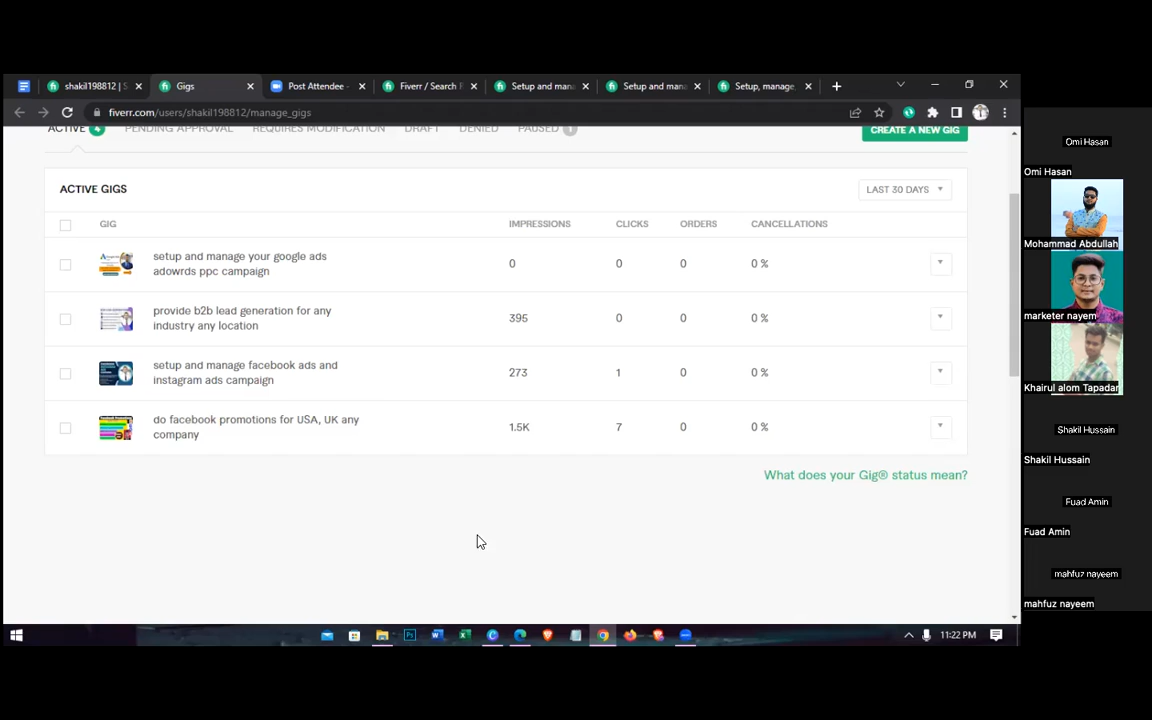 shakil198812 | S
Gigs
Post Attendee -
Fiverr / Search R
Setup and mana
Setup and mana
Setup, manage,
fiverr.com/users/shakil198812/manage_gigs
ACTIVE 4
PENDING APPROVAL
REQUIRES MODIFICATION
DRAFT
DENIED
PAUSED 1
CREATE A NEW GIG
ACTIVE GIGS
LAST 30 DAYS
GIG IMPRESSIONS CLICKS ORDERS CANCELLATIONS
setup and manage your google ads
adowrds ppc campaign
0 0 0 0 %
provide b2b lead generation for any
industry any location
395 0 0 0 %
setup and manage facebook ads and
instagram ads campaign
273 1 0 0 %
do facebook promotions for USA, UK any
company
1.5K 7 0 0 %
What does your Gig® status mean?
11:22 PM
Omi Hasan
Omi Hasan
Mohammad Abdullah
marketer nayem
Khairul alom Tapadar
Shakil Hussain
Shakil Hussain
Fuad Amin
Fuad Amin
mahfuz nayeem
mahfuz nayeem